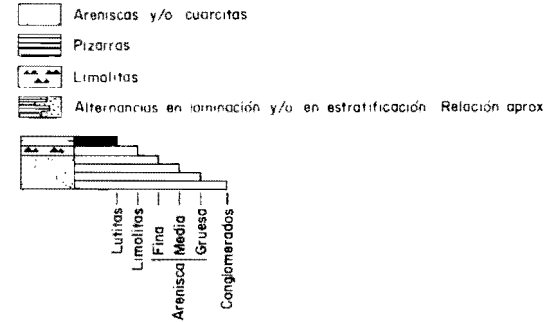 Areniscas y/o cuarcitas
Pizarras
Limolitas
Alternancias en laminación y/o en estratificación Relación aprox
Lutitas
Limolitas
Fina
Media
Gruesa
Arenisca
Conglomerados